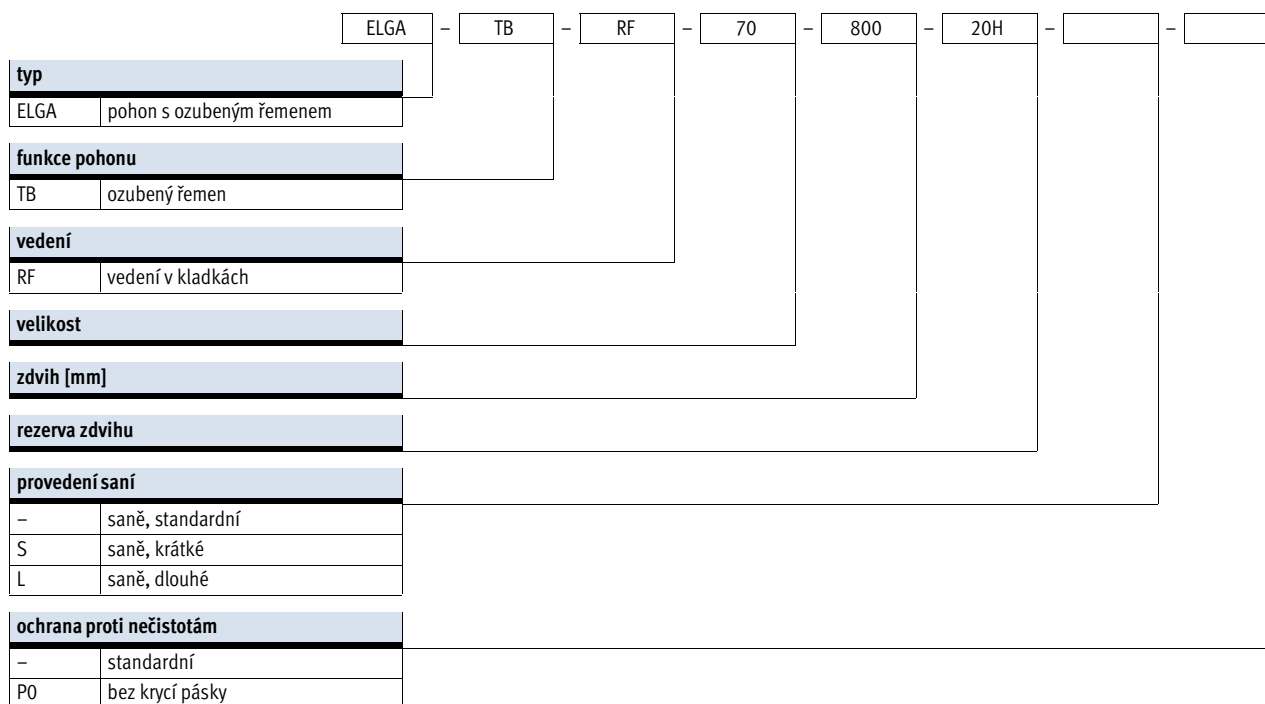 ELGA – TB – RF – 70 – 800 – 20H – –
typ
ELGA pohon s ozubeným řemenem
funkce pohonu
TB ozubený řemen
vedení
RF vedení v kladkách
velikost
zdvih [mm]
rezerva zdvihu
provedení saní
– saně, standardní
S saně, krátké
L saně, dlouhé
ochrana proti nečistotám
– standardní
P0 bez krycí pásky